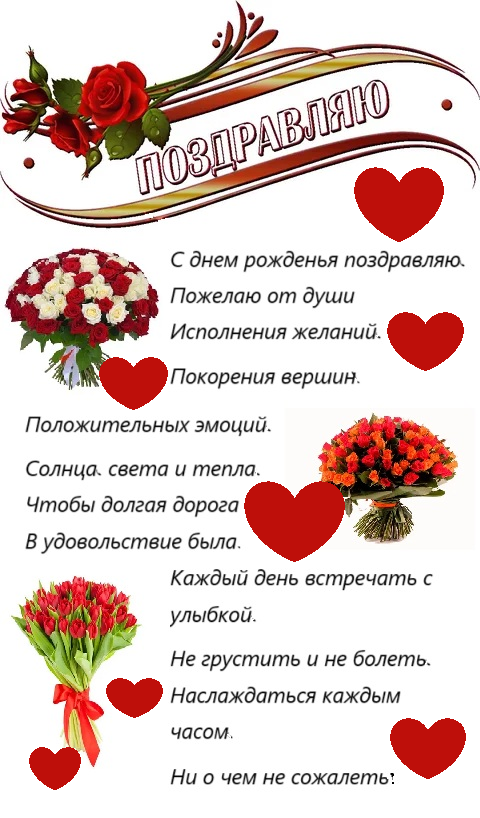 ПОЗДРАВЛЯЮ
С днем рожденья поздравляю.
Пожелаю от души
Исполнения желаний.
Покорения вершин.
Положительных эмоций.
Солнца. света и тепла.
Чтобы долгая дорога
В удовольствие была.
Каждый день встречать с
улыбкой.
Не грустить и не болеть.
Наслаждаться каждым
часом.
Ни о чем не сожалеть!